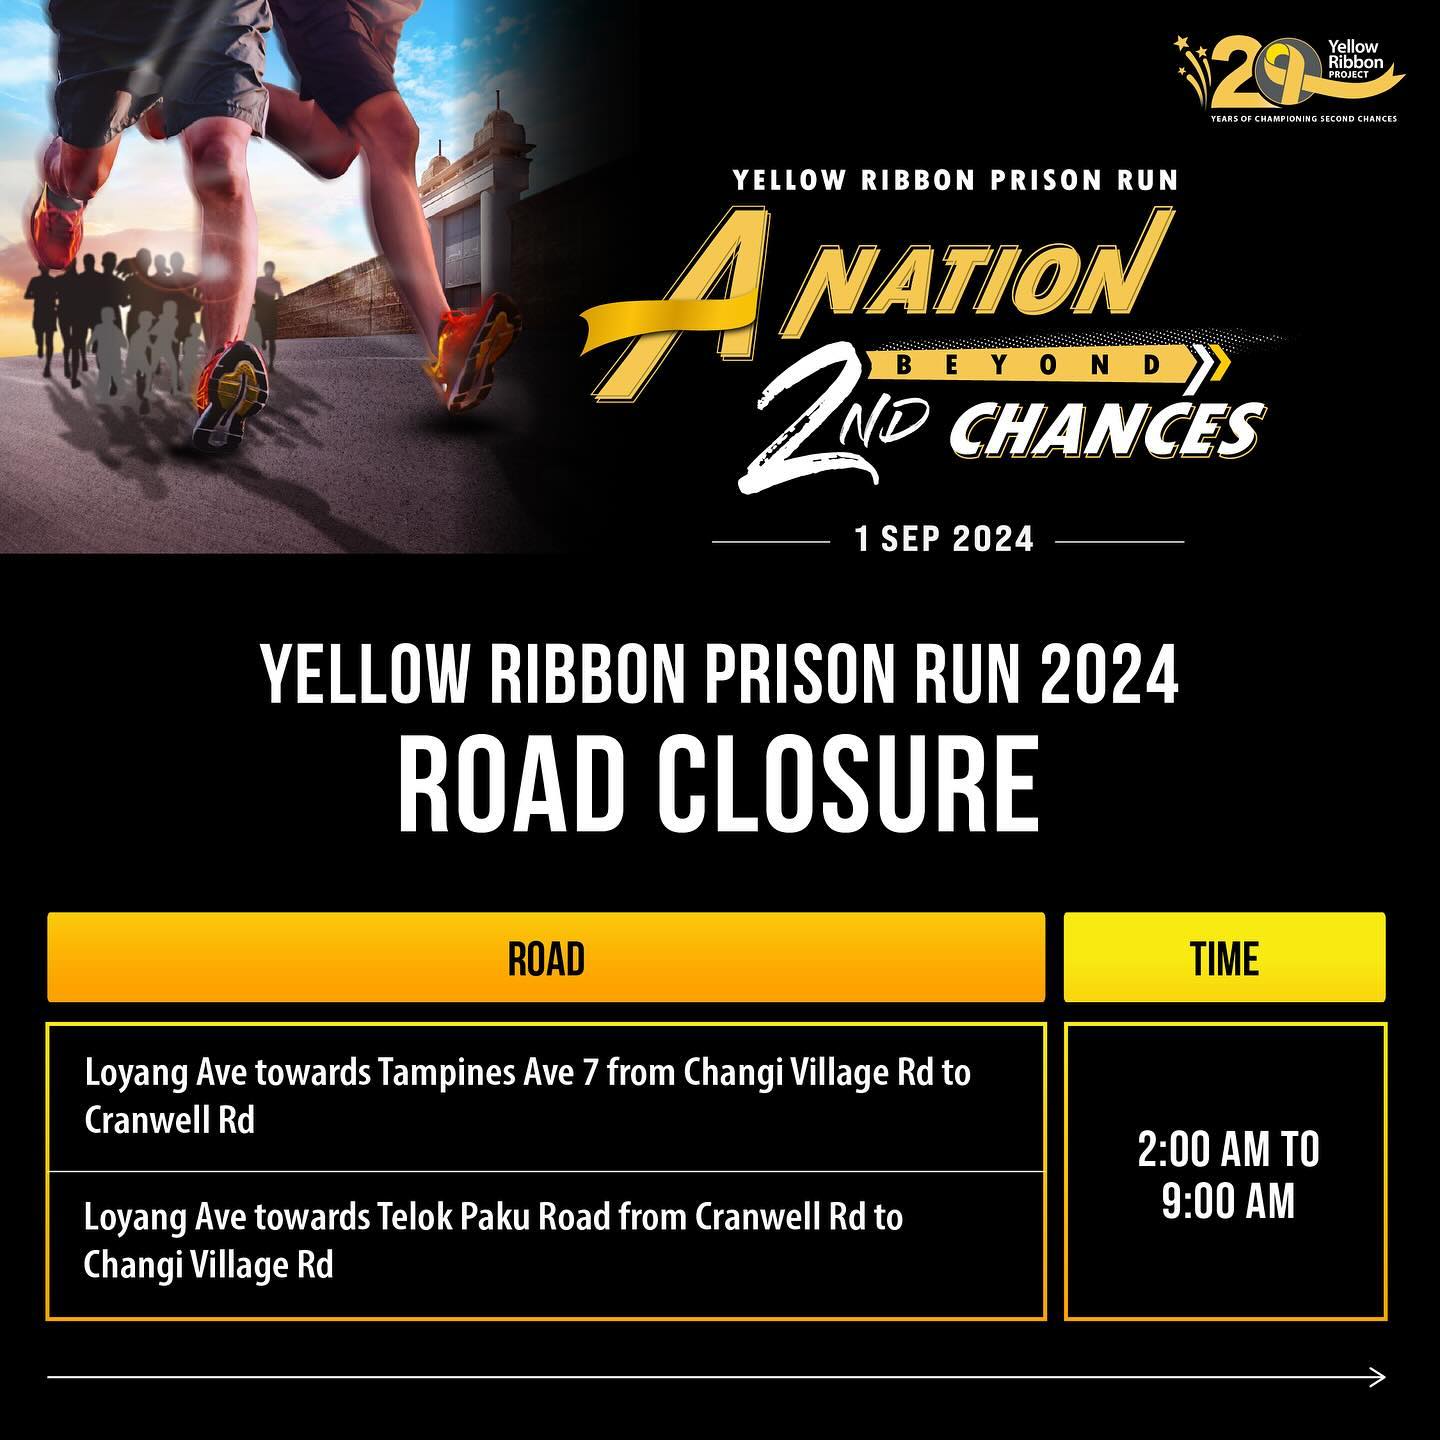 20
Yellow
Ribbon
PROJECT
YEARS OF CHAMPIONING SECOND CHANCES
YELLOW RIBBON PRISON RUN
A NATION
BEYOND
2ND CHANCES
1 SEP 2024
YELLOW RIBBON PRISON RUN 2024
ROAD CLOSURE
ROAD
TIME
Loyang Ave towards Tampines Ave 7 from Changi Village Rd to
Cranwell Rd
Loyang Ave towards Telok Paku Road from Cranwell Rd to
Changi Village Rd
2:00 AM TO
9:00 AM